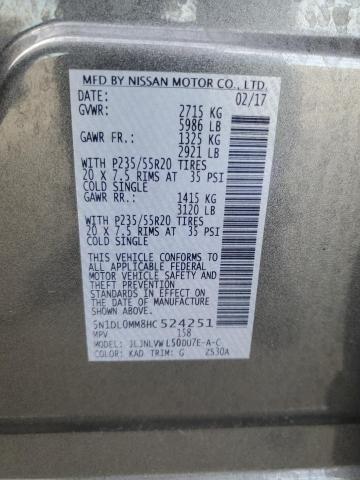 MFD BY NISSAN MOTOR CO., LTD.
DATE: 02/17
GVWR: 2715 KG
5986 LB
GAWR FR.: 1325 KG
2921 LB
WITH P235/55R20 TIRES
20 X 7.5 RIMS AT 35 PSI
COLD SINGLE
GAWR RR.: 1415 KG
3120 LB
WITH P235/55R20 TIRES
20 X 7.5 RIMS AT 35 PSI
COLD SINGLE
THIS VEHICLE CONFORMS TO ALL
APPLICABLE U.S. FEDERAL
MOTOR VEHICLE SAFETY
AND THEFT PREVENTION
STANDARDS IN EFFECT ON THE
DATE OF MANUFACTURE
SHOWN ABOVE.
5N1DL0MM8HC524251
MPV 158
MODEL: JLJNLVWL50DU7E-A-C
COLOR: KAD TRIM: G Z530A